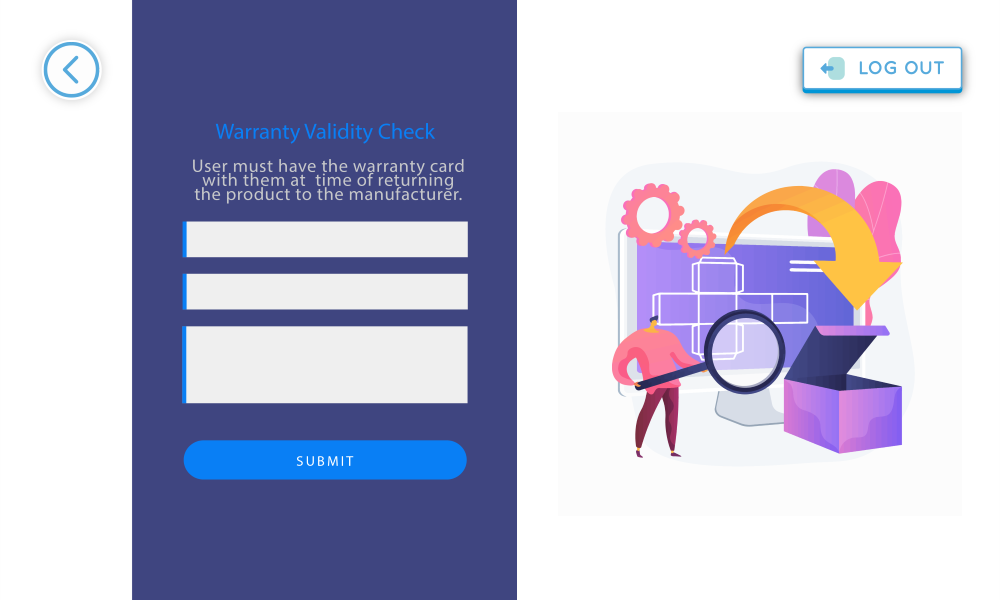 LOG OUT
Warranty Validity Check
User must have the warranty card
with them at  time of returning
the product to the manufacturer.
SUBMIT